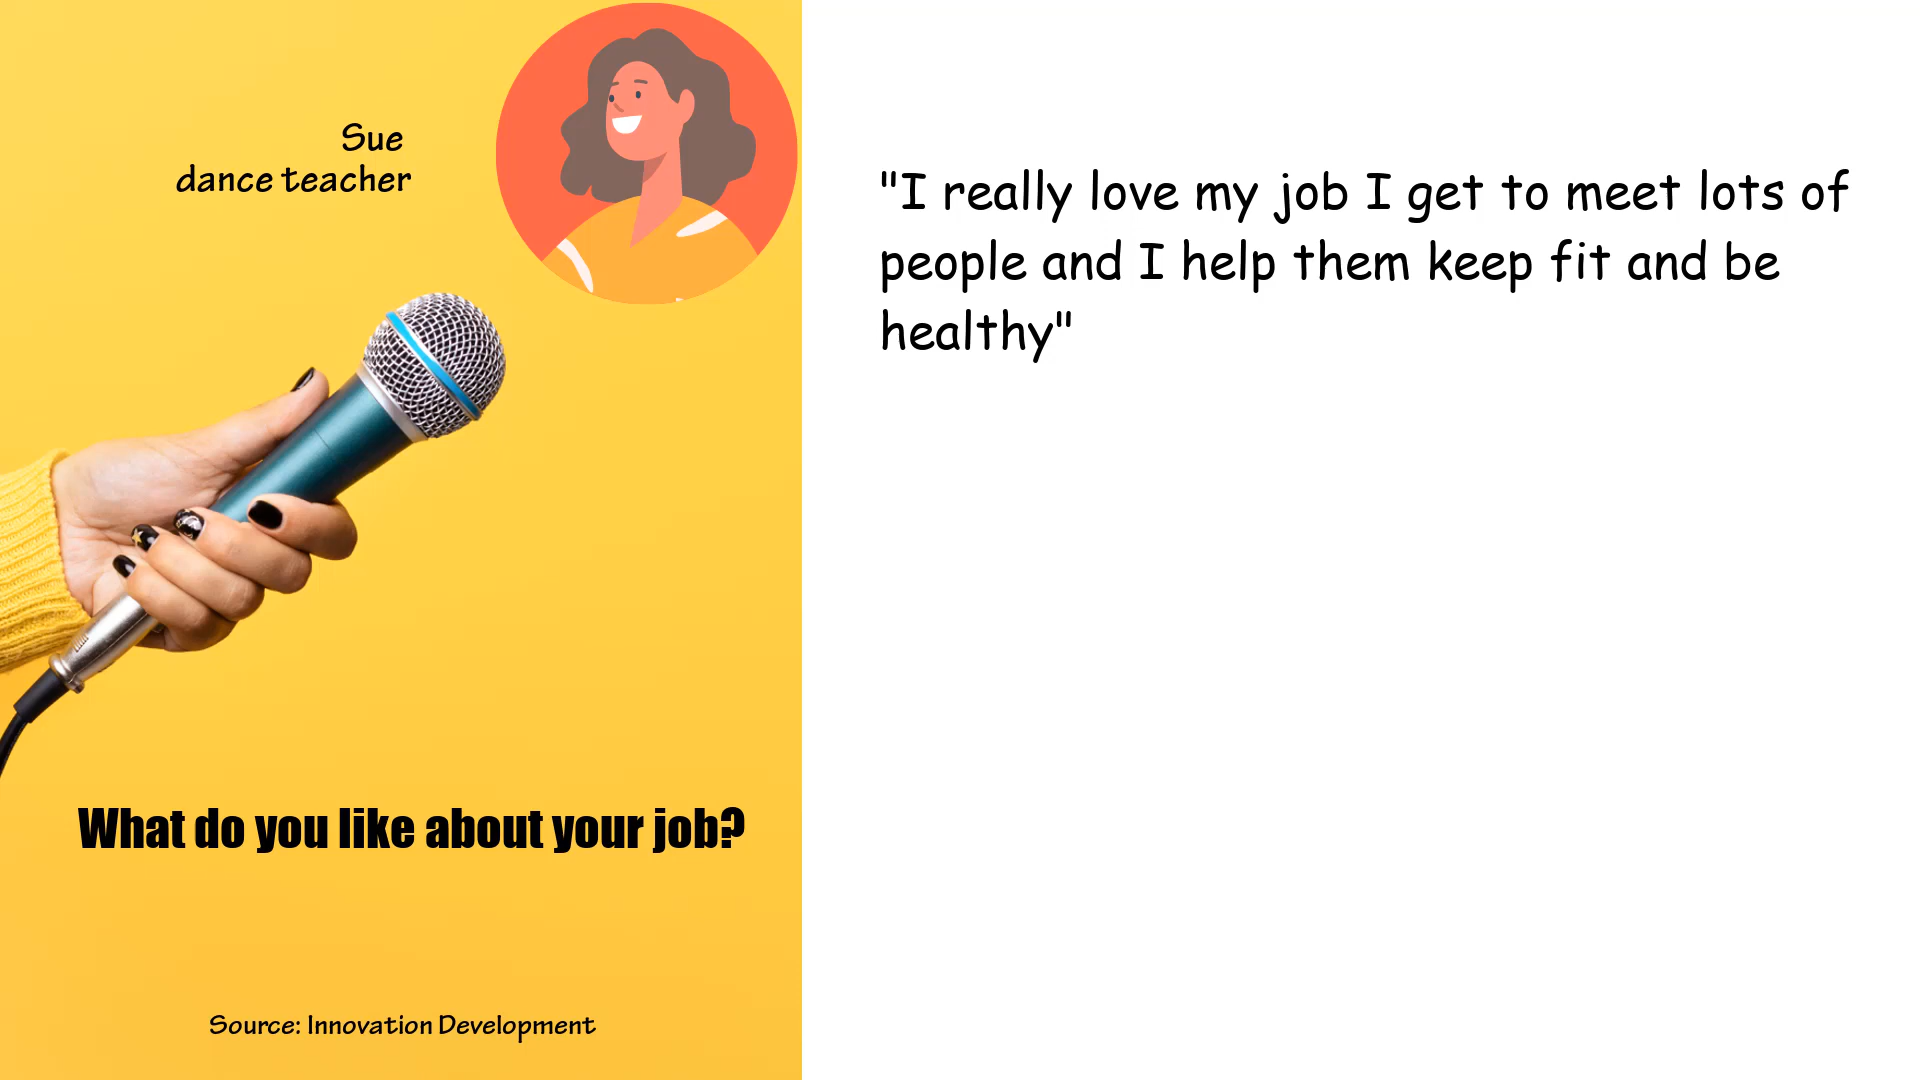 Sue
dance teacher
"I really love my job I get to meet lots of
people and I help them keep fit and be
healthy"
What do you like about your job?
Source: Innovation Development